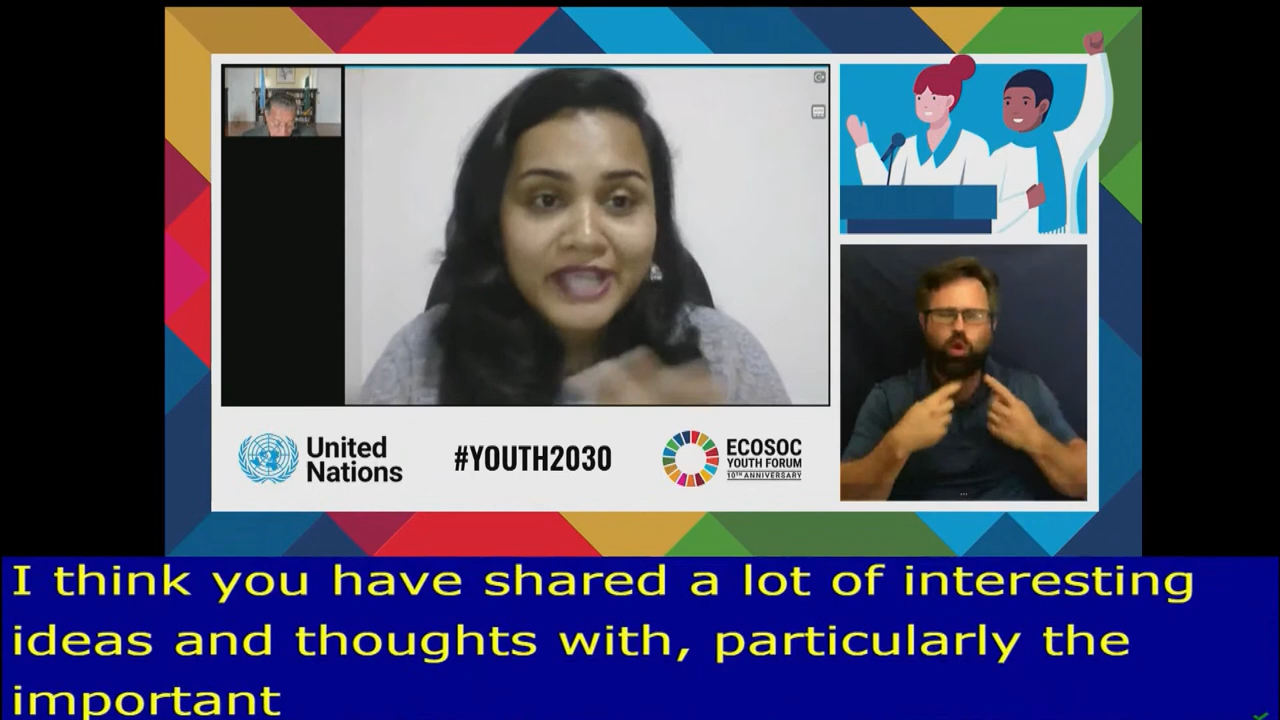 United
Nations
#YOUTH2030
ECOSOC
YOUTH FORUM
10TH ANNIVERSARY
I think you have shared a lot of interesting
ideas and thoughts with, particularly the
important